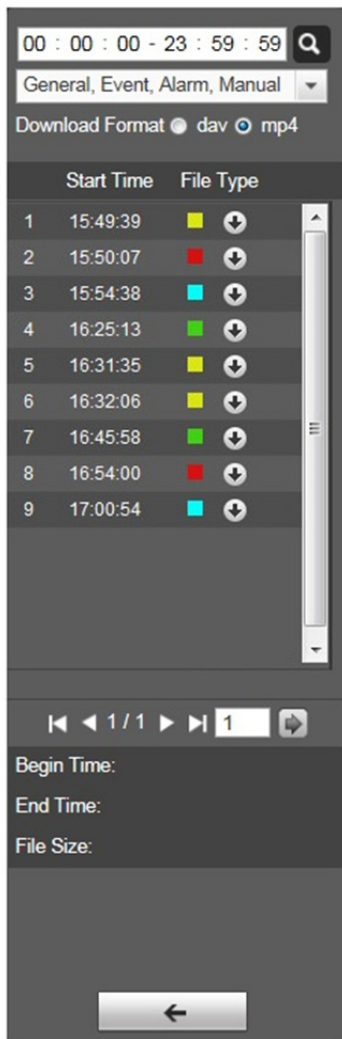 00 : 00 : 00 - 23 : 59 : 59
General, Event, Alarm, Manual
Download Format dav mp4
Start Time File Type
1 15:49:39
2 15:50:07
3 15:54:38
4 16:25:13
5 16:31:35
6 16:32:06
7 16:45:58
8 16:54:00
9 17:00:54
1 / 1 1
Begin Time:
End Time:
File Size: